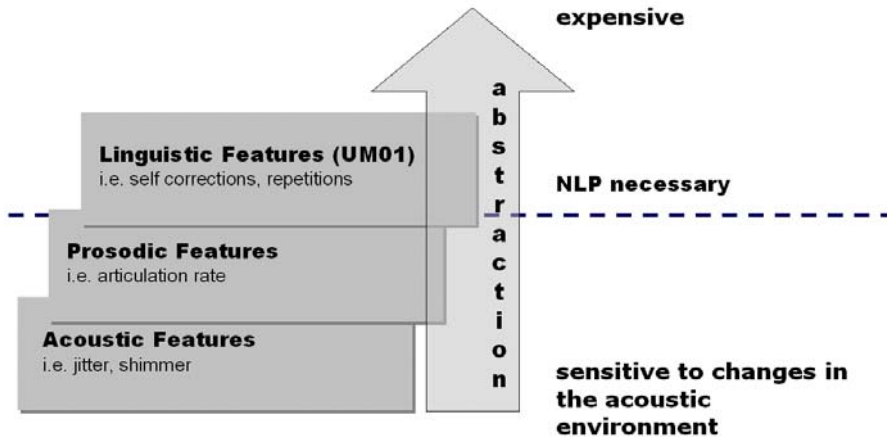 expensive
abstraction
Linguistic Features (UM01)
i.e. self corrections, repetitions
NLP necessary
Prosodic Features
i.e. articulation rate
Acoustic Features
i.e. jitter, shimmer
sensitive to changes in
the acoustic
environment